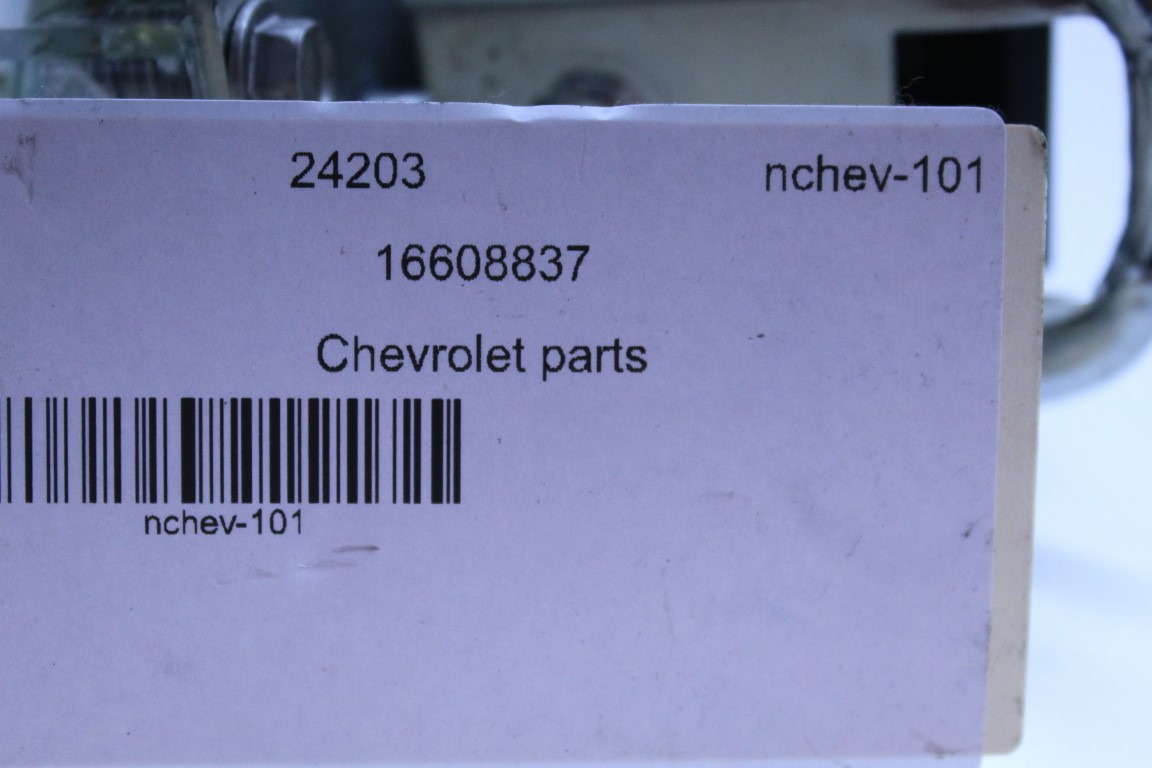 24203 nchev-101
16608837
Chevrolet parts
nchev-101